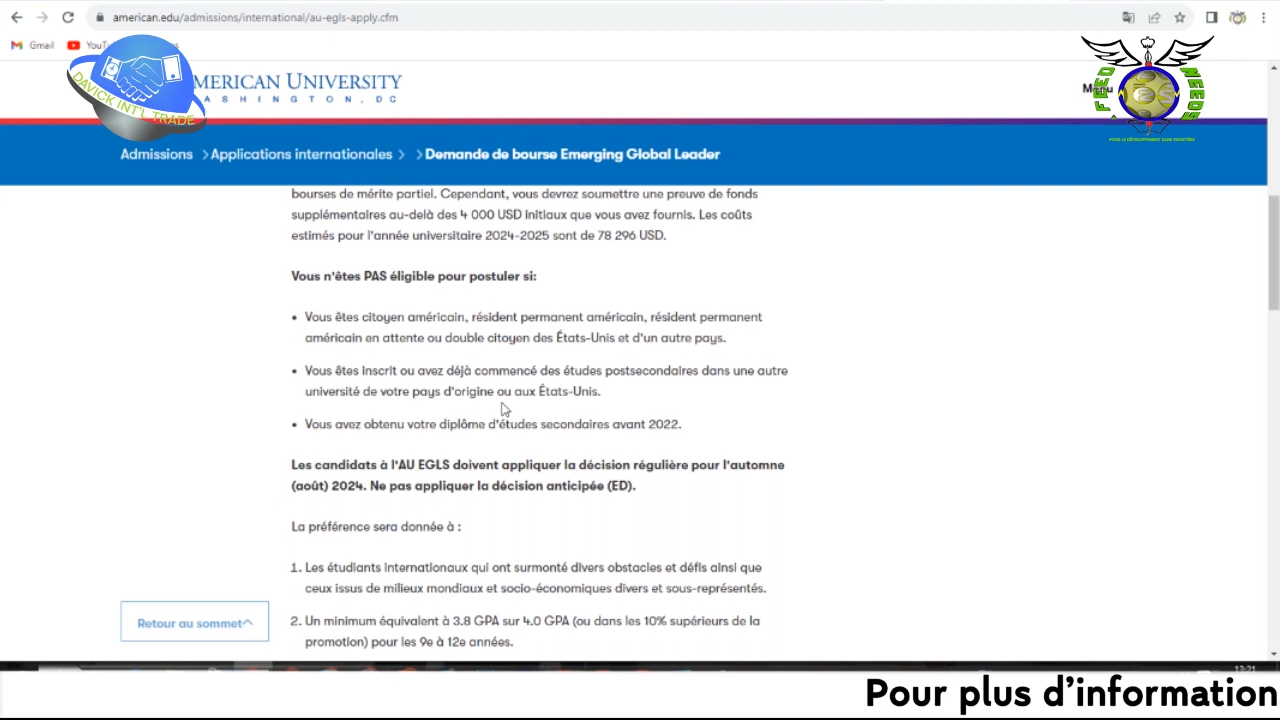 american.edu/admissions/international/au-egls-apply.cfm
Gmail
DAVICK INT'L TRADE
AMERICAN UNIVERSITY
WASHINGTON, DC
Menu
FEED
NEEDS
POUR LE DÉVELOPPEMENT SANS FRONTIÈRE
Admissions > Applications internationales > > Demande de bourse Emerging Global Leader
bourses de mérite partiel. Cependant, vous devrez soumettre une preuve de fonds
supplémentaires au-delà des 4 000 USD initiaux que vous avez fournis. Les coûts
estimés pour l'année universitaire 2024-2025 sont de 78 296 USD.
Vous n'êtes PAS éligible pour postuler si:
• Vous êtes citoyen américain, résident permanent américain, résident permanent
américain en attente ou double citoyen des États-Unis et d'un autre pays.
• Vous êtes inscrit ou avez déjà commencé des études postsecondaires dans une autre
université de votre pays d'origine ou aux États-Unis.
• Vous avez obtenu votre diplôme d'études secondaires avant 2022.
Les candidats à l'AU EGLS doivent appliquer la décision régulière pour l'automne
(août) 2024. Ne pas appliquer la décision anticipée (ED).
La préférence sera donnée à :
1. Les étudiants internationaux qui ont surmonté divers obstacles et défis ainsi que
ceux issus de milieux mondiaux et socio-économiques divers et sous-représentés.
2. Un minimum équivalent à 3.8 GPA sur 4.0 GPA (ou dans les 10% supérieurs de la
promotion) pour les 9e à 12e années.
Retour au sommet
13:21
Pour plus d'information